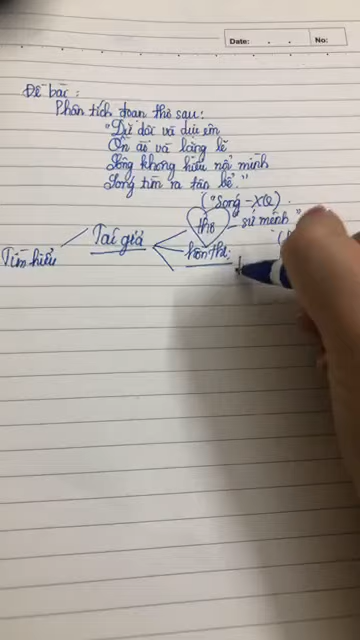 Date: . . No:
Đề bài :
Phân tích đoạn thơ sau:
"Dữ dội và dịu êm
Ồn ào và lặng lẽ
Sông không hiểu nổi mình
Sóng tìm ra tận bể."
("Sóng - XQ).
thơ - sứ mệnh "
Tìm hiểu Tác giả
hồn thơ: